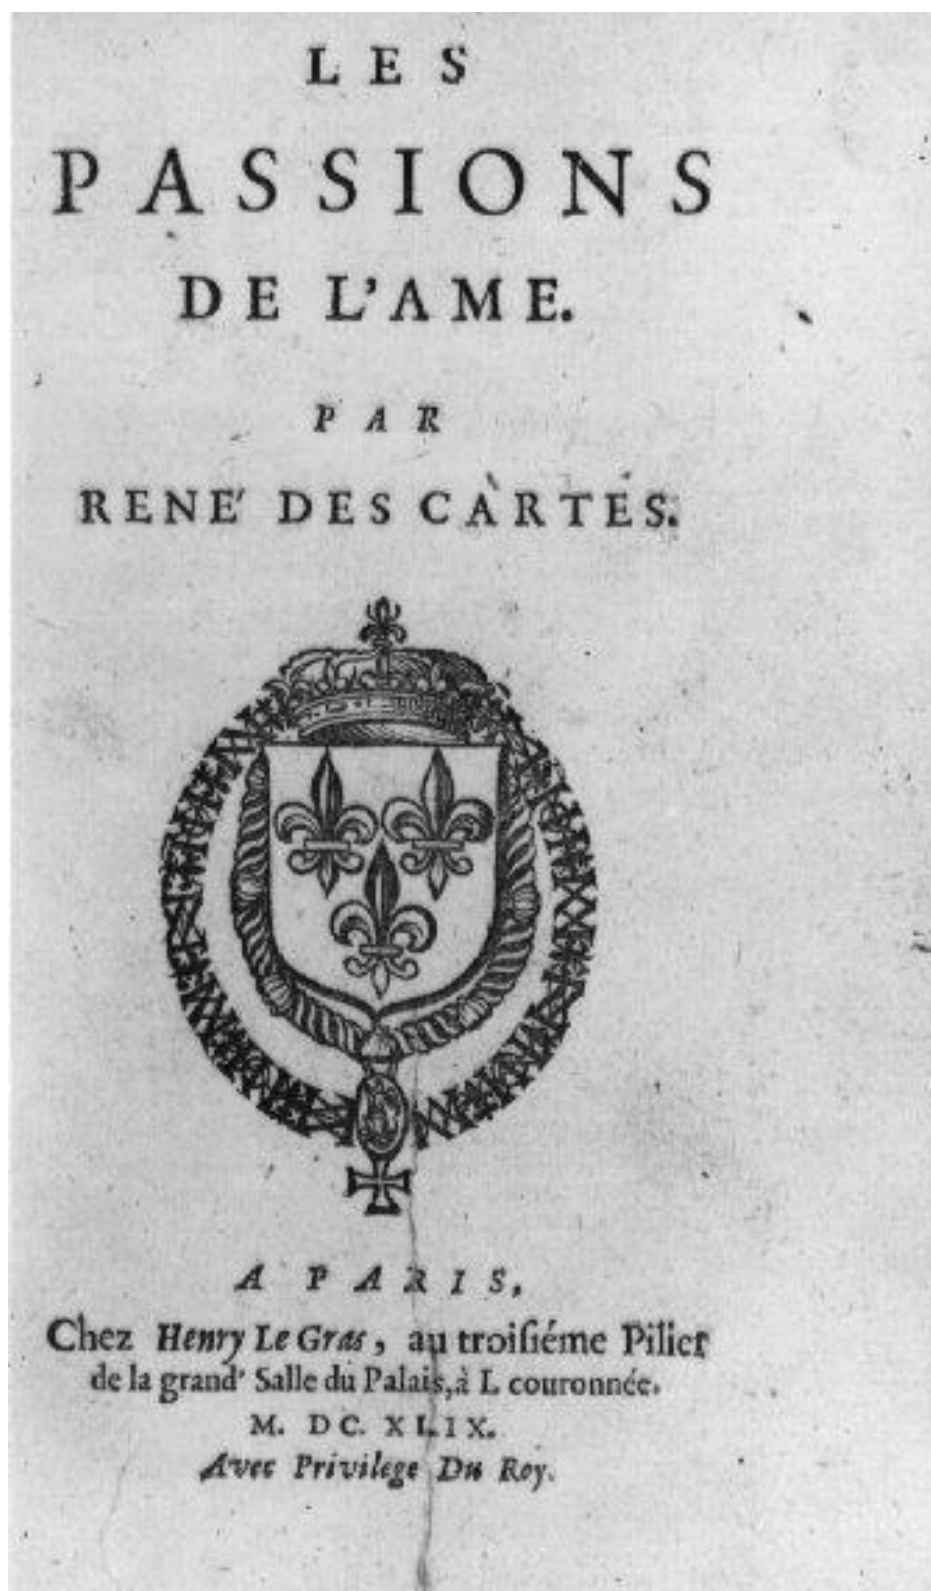 LES
PASSIONS
DE L'AME.
PAR
RENE' DES CARTES.
A PARIS,
Chez Henry Le Gras, au troisiéme Pilier
de la grand' Salle du Palais, à L couronnée.
M. DC. XLIX.
Avec Privilege Du Roy.